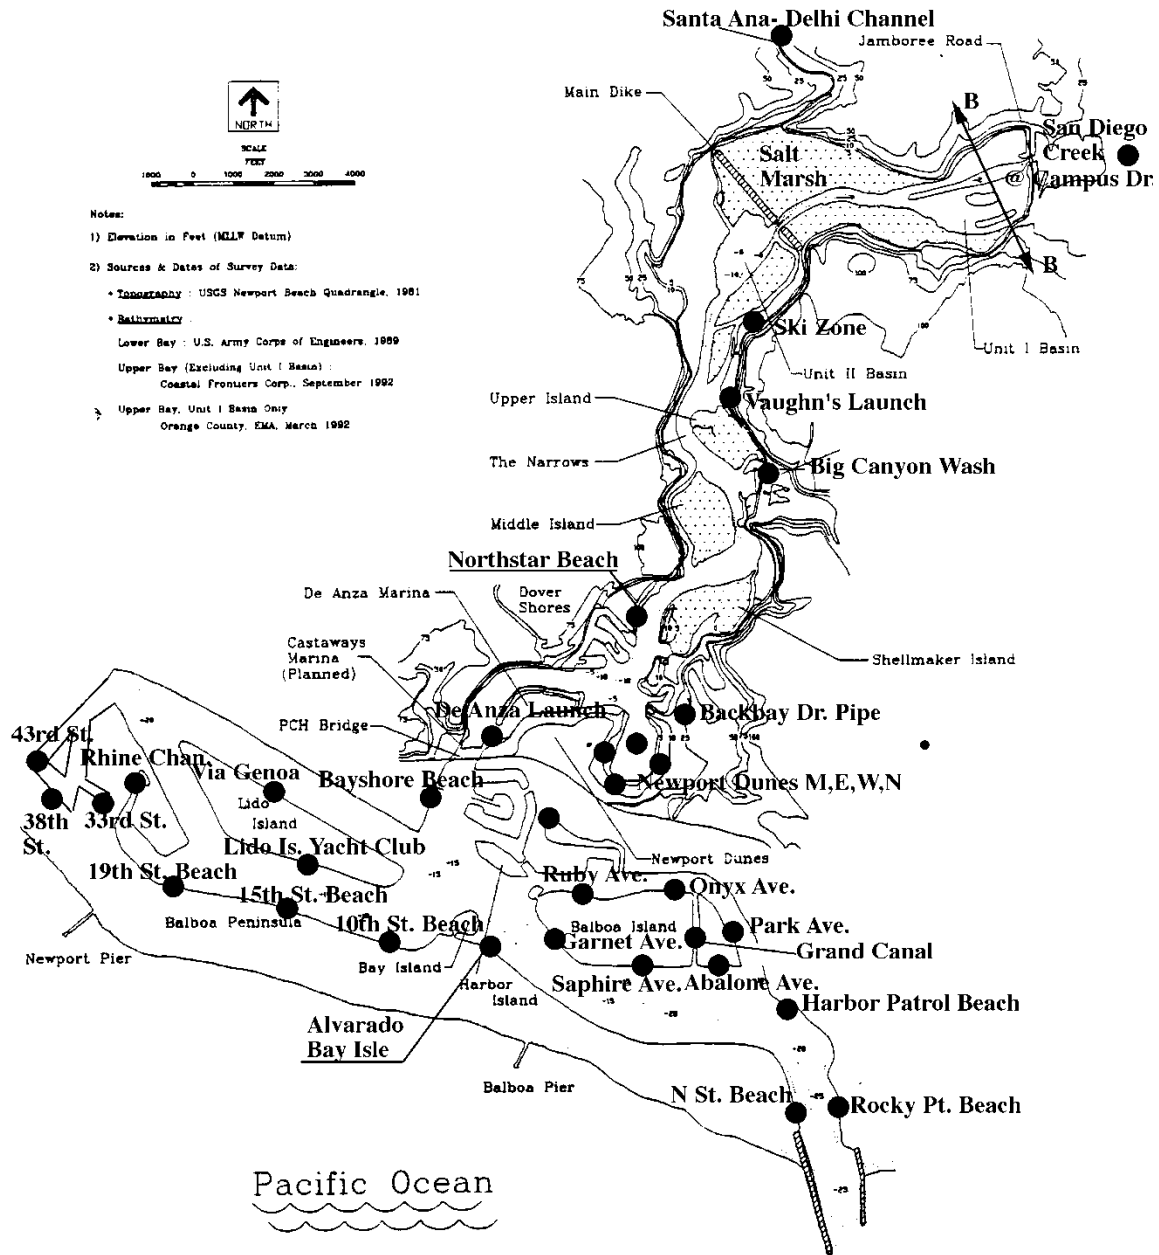 Santa Ana- Delhi Channel
Jamboree Road
Main Dike
NORTH
SCALE
FEET
1000 0 1000 2000 3000 4000
B
San Diego
Creek
@ Campus Dr.
Salt
Marsh
B
Notes:
1) Elevation in Feet (MLLW Datum)
2) Sources & Dates of Survey Data:
• Topography : USGS Newport Beach Quadrangle, 1981
• Bathymetry
Lower Bay : U.S. Army Corps of Engineers, 1989
Upper Bay (Excluding Unit I Basin) :
Coastal Frontiers Corp., September 1992
Upper Bay, Unit I Basin Only
Orange County, EMA, March 1992
Ski Zone
Unit I Basin
Unit II Basin
Upper Island
Vaughn's Launch
The Narrows
Big Canyon Wash
Middle Island
Northstar Beach
De Anza Marina
Dover
Shores
Castaways
Marina
(Planned)
Shellmaker Island
De Anza Launch
Backbay Dr. Pipe
PCH Bridge
43rd St.
Rhine Chan.
Via Genoa
Bayshore Beach
Newport Dunes M,E,W,N
Lido
Island
38th
St.
33rd St.
Lido Is. Yacht Club
Newport Dunes
19th St. Beach
Ruby Ave.
Onyx Ave.
15th St. Beach
Balboa Peninsula
10th St. Beach
Balboa Island
Park Ave.
Garnet Ave.
Grand Canal
Newport Pier
Bay Island
Saphire Ave.
Abalone Ave.
Harbor
Island
Harbor Patrol Beach
Alvarado
Bay Isle
Balboa Pier
N St. Beach
Rocky Pt. Beach
Pacific Ocean